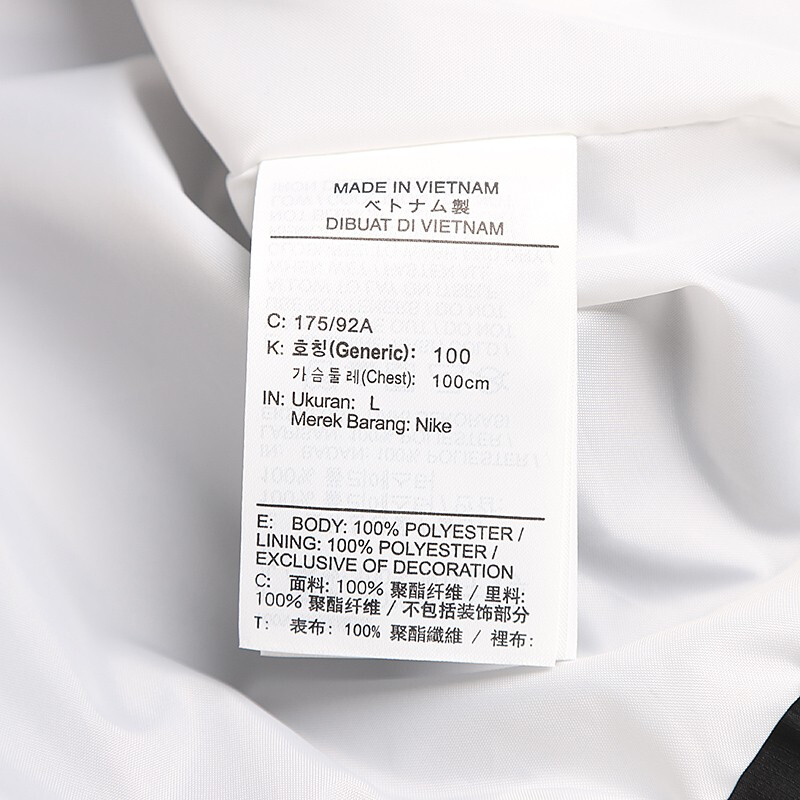 MADE IN VIETNAM
ベトナム製
DIBUAT DI VIETNAM
C: 175/92A
K: 호칭(Generic): 100
가슴둘레(Chest): 100cm
IN: Ukuran: L
Merek Barang: Nike
E: BODY: 100% POLYESTER /
LINING: 100% POLYESTER /
EXCLUSIVE OF DECORATION
C: 面料: 100% 聚酯纤维 / 里料:
100% 聚酯纤维 / 不包括装饰部分
T: 表布: 100% 聚酯纖維 / 裡布: